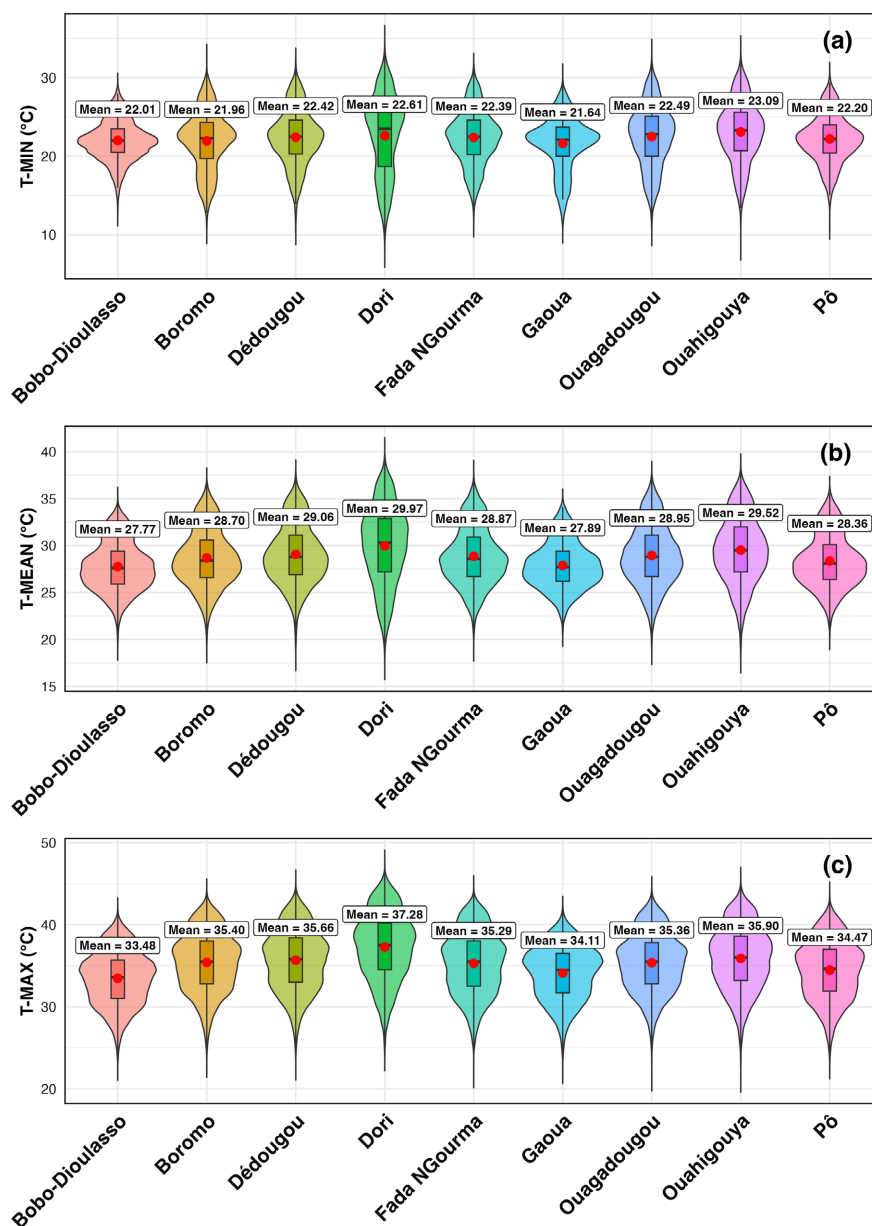 (a)
T-MIN (°C)
30
20
10
Mean = 22.01
Mean = 21.96
Mean = 22.42
Mean = 22.61
Mean = 22.39
Mean = 21.64
Mean = 22.49
Mean = 23.09
Mean = 22.20
Bobo-Dioulasso
Boromo
Dédougou
Dori
Fada NGourma
Gaoua
Ouagadougou
Ouahigouya
Pô
(b)
T-MEAN (°C)
40
35
30
25
20
15
Mean = 27.77
Mean = 28.70
Mean = 29.06
Mean = 29.97
Mean = 28.87
Mean = 27.89
Mean = 28.95
Mean = 29.52
Mean = 28.36
Bobo-Dioulasso
Boromo
Dédougou
Dori
Fada NGourma
Gaoua
Ouagadougou
Ouahigouya
Pô
(c)
T-MAX (°C)
50
40
30
20
Mean = 33.48
Mean = 35.40
Mean = 35.66
Mean = 37.28
Mean = 35.29
Mean = 34.11
Mean = 35.36
Mean = 35.90
Mean = 34.47
Bobo-Dioulasso
Boromo
Dédougou
Dori
Fada NGourma
Gaoua
Ouagadougou
Ouahigouya
Pô